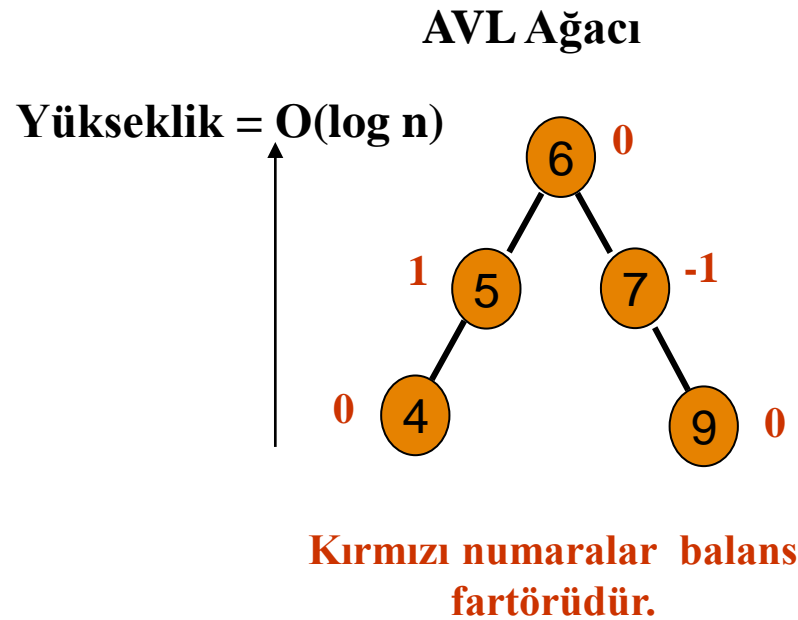 AVL Ağacı
Yükseklik = O(log n)
6 0
1 5 7 -1
0 4 9 0
Kırmızı numaralar balans
fartörüdür.